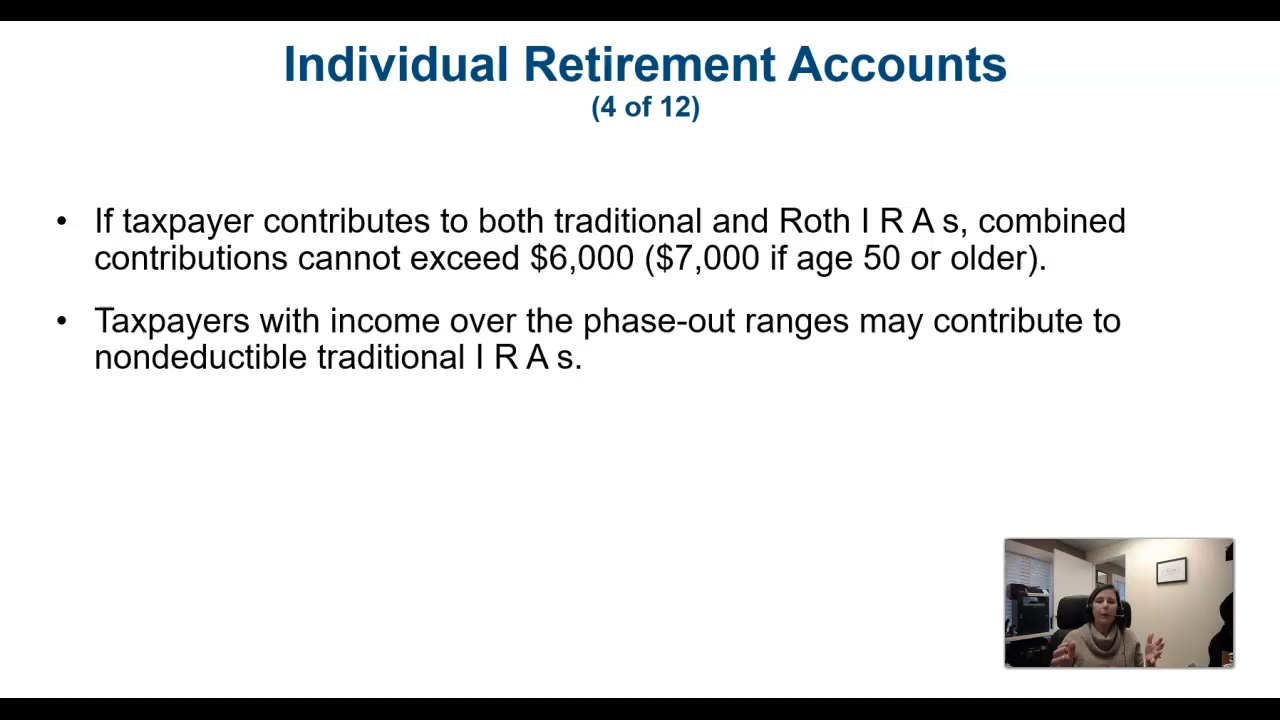 Individual Retirement Accounts
(4 of 12)
• If taxpayer contributes to both traditional and Roth I R A s, combined
contributions cannot exceed $6,000 ($7,000 if age 50 or older).
• Taxpayers with income over the phase-out ranges may contribute to
nondeductible traditional I R A s.